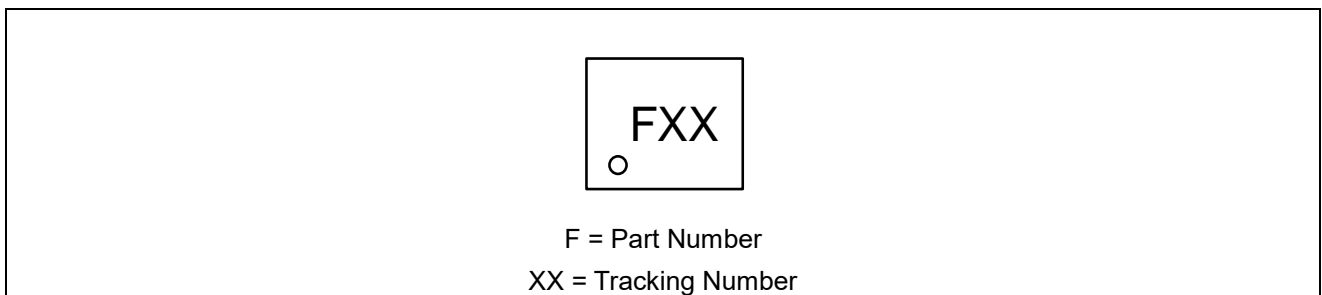 FXX
F = Part Number
XX = Tracking Number